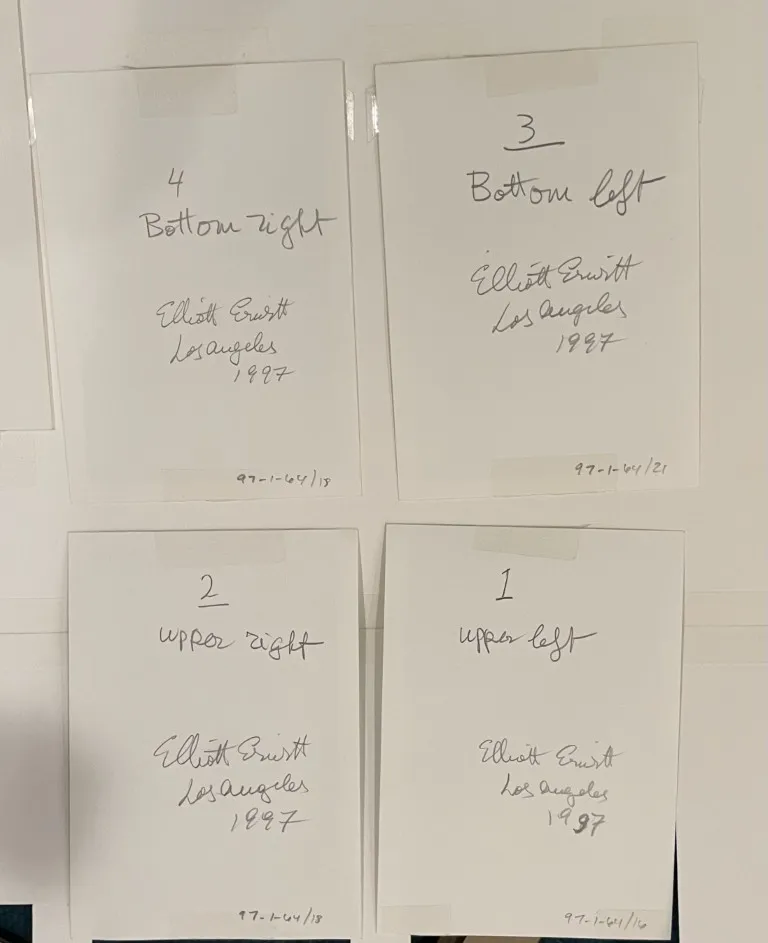 4
Bottom right
Elliott Erwitt
Los Angeles
1997
97-1-64/18
3
Bottom left
Elliott Erwitt
Los Angeles
1997
97-1-64/21
2
upper right
Elliott Erwitt
Los Angeles
1997
97-1-64/18
1
upper left
Elliott Erwitt
Los Angeles
1997
97-1-64/16